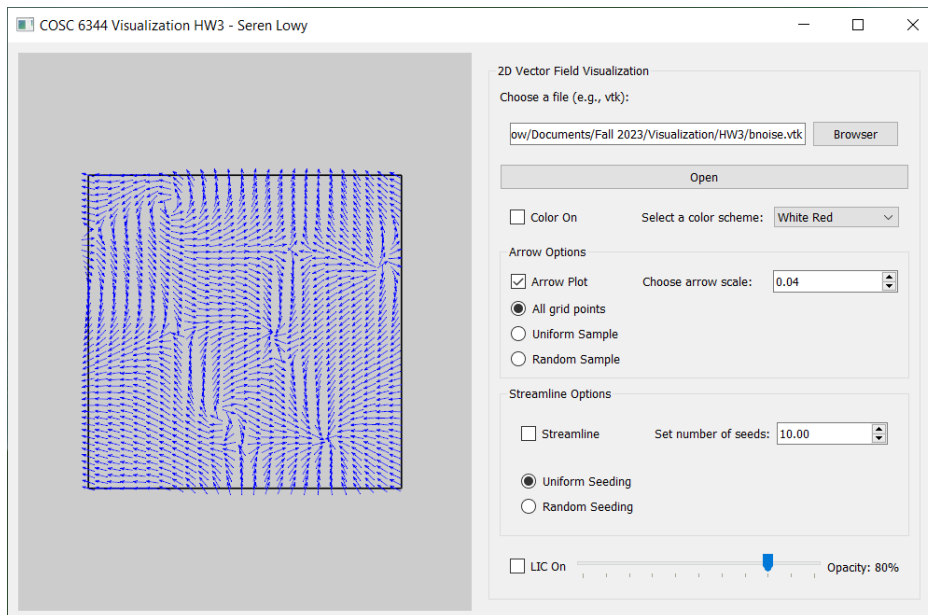 COSC 6344 Visualization HW3 - Seren Lowy
2D Vector Field Visualization
Choose a file (e.g., vtk):
ow/Documents/Fall 2023/Visualization/HW3/bnoise.vtk Browser
Open
Color On Select a color scheme: White Red
Arrow Options
Arrow Plot Choose arrow scale: 0.04
All grid points
Uniform Sample
Random Sample
Streamline Options
Streamline Set number of seeds: 10.00
Uniform Seeding
Random Seeding
LIC On Opacity: 80%